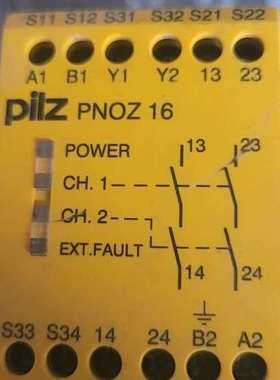 S11 S12 S31 S32 S21 S22
A1 B1 Y1 Y2 13 23
pilz PNOZ 16
POWER 13 23
CH. 1
CH. 2
EXT.FAULT
14 24
S33 S34 14 24 B2 A2